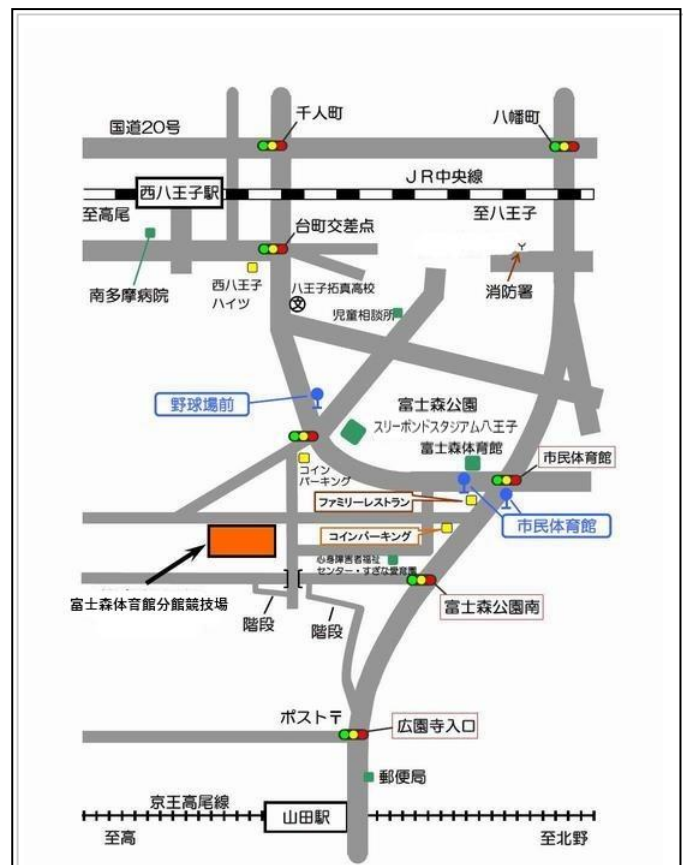 千人町
八幡町
国道20号
JR中央線
西八王子駅
至高尾
至八王子
台町交差点
南多摩病院
西八王子
ハイツ
八王子拓真高校
文
児童相談所
Y
消防署
野球場前
富士森公園
スリーボンドスタジアム八王子
富士森体育館
市民体育館
コイン
パーキング
ファミリーレストラン
コインパーキング
市民体育館
心身障害者福祉
センター・すぎな愛育園
富士森体育館分館競技場
階段
階段
富士森公園南
ポスト〒
広園寺入口
郵便局
京王高尾線
山田駅
至高
至北野